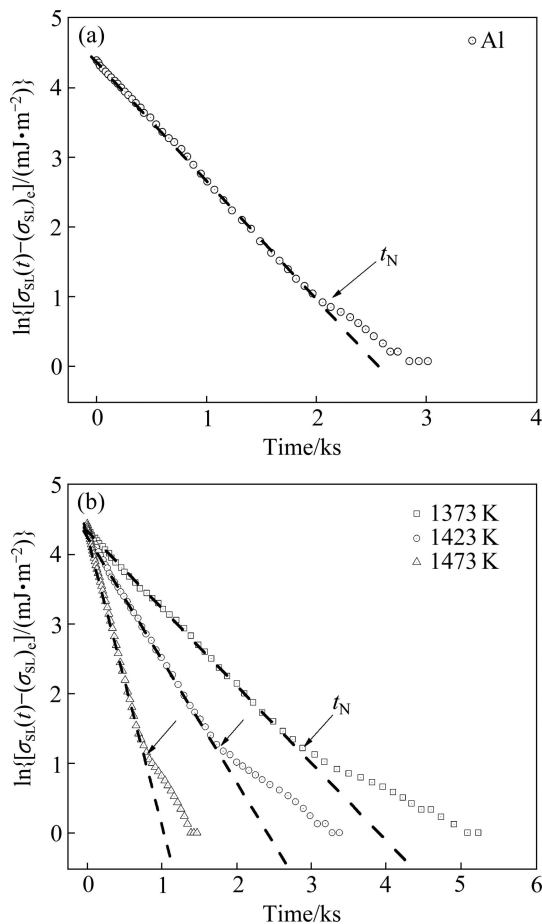 (a)
Al
5
4
3
2
1
0
ln{[σSL(t)−(σSL)e]/(mJ•m−2)}
tN
0 1 2 3 4
Time/ks
(b)
1373 K
1423 K
1473 K
5
4
3
2
1
0
ln{[σSL(t)−(σSL)e]/(mJ•m−2)}
tN
0 1 2 3 4 5 6
Time/ks